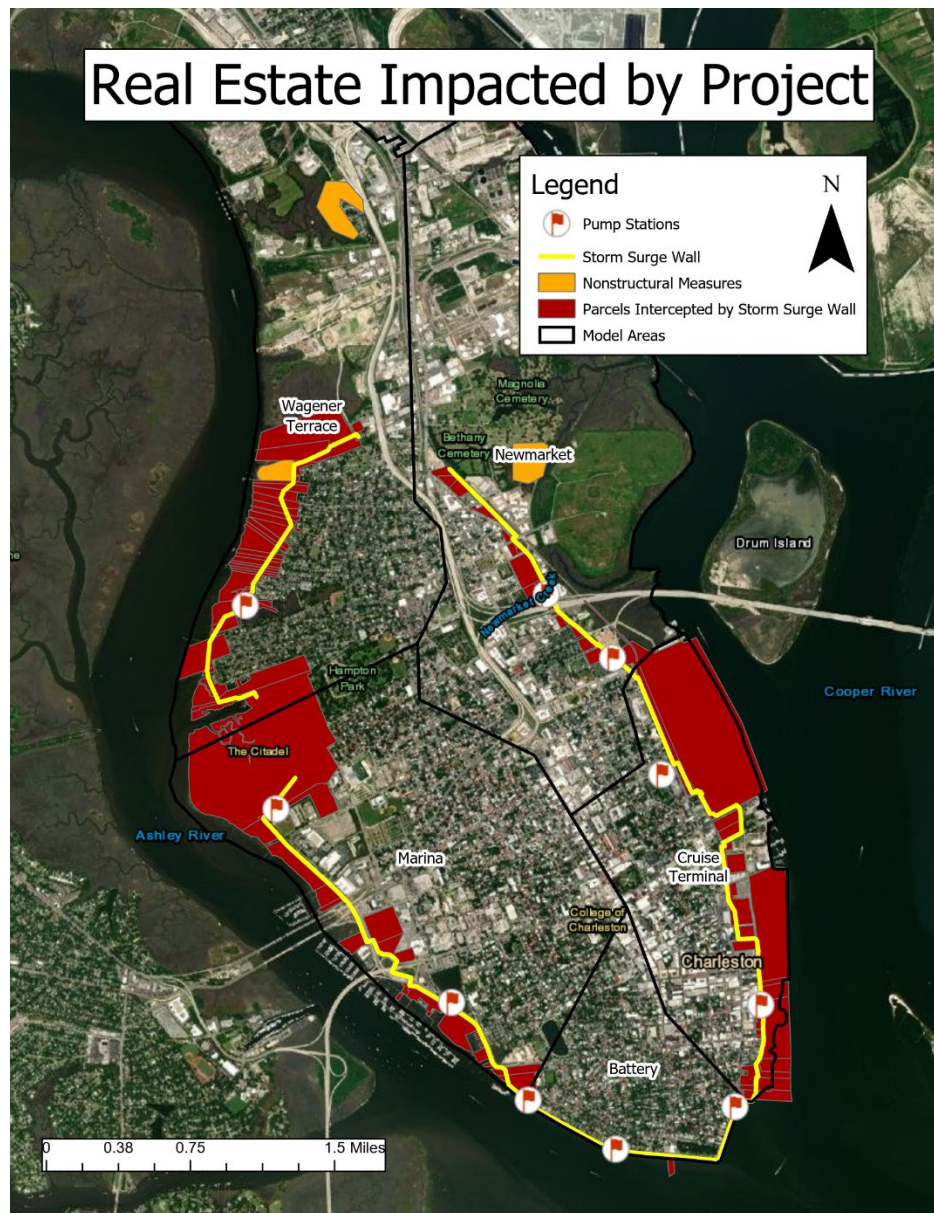 Real Estate Impacted by Project
Legend
N
Pump Stations
Storm Surge Wall
Nonstructural Measures
Parcels Intercepted by Storm Surge Wall
Model Areas
Magnolia
Cemetery
Wagener
Terrace
Bethany
Cemetery
Newmarket
Drum Island
ne
Newmarket Creek
Hampton
Park
Cooper River
The Citadel
Ashley River
Marina
Cruise
Terminal
College of
Charleston
Charleston
Battery
0 0.38 0.75 1.5 Miles